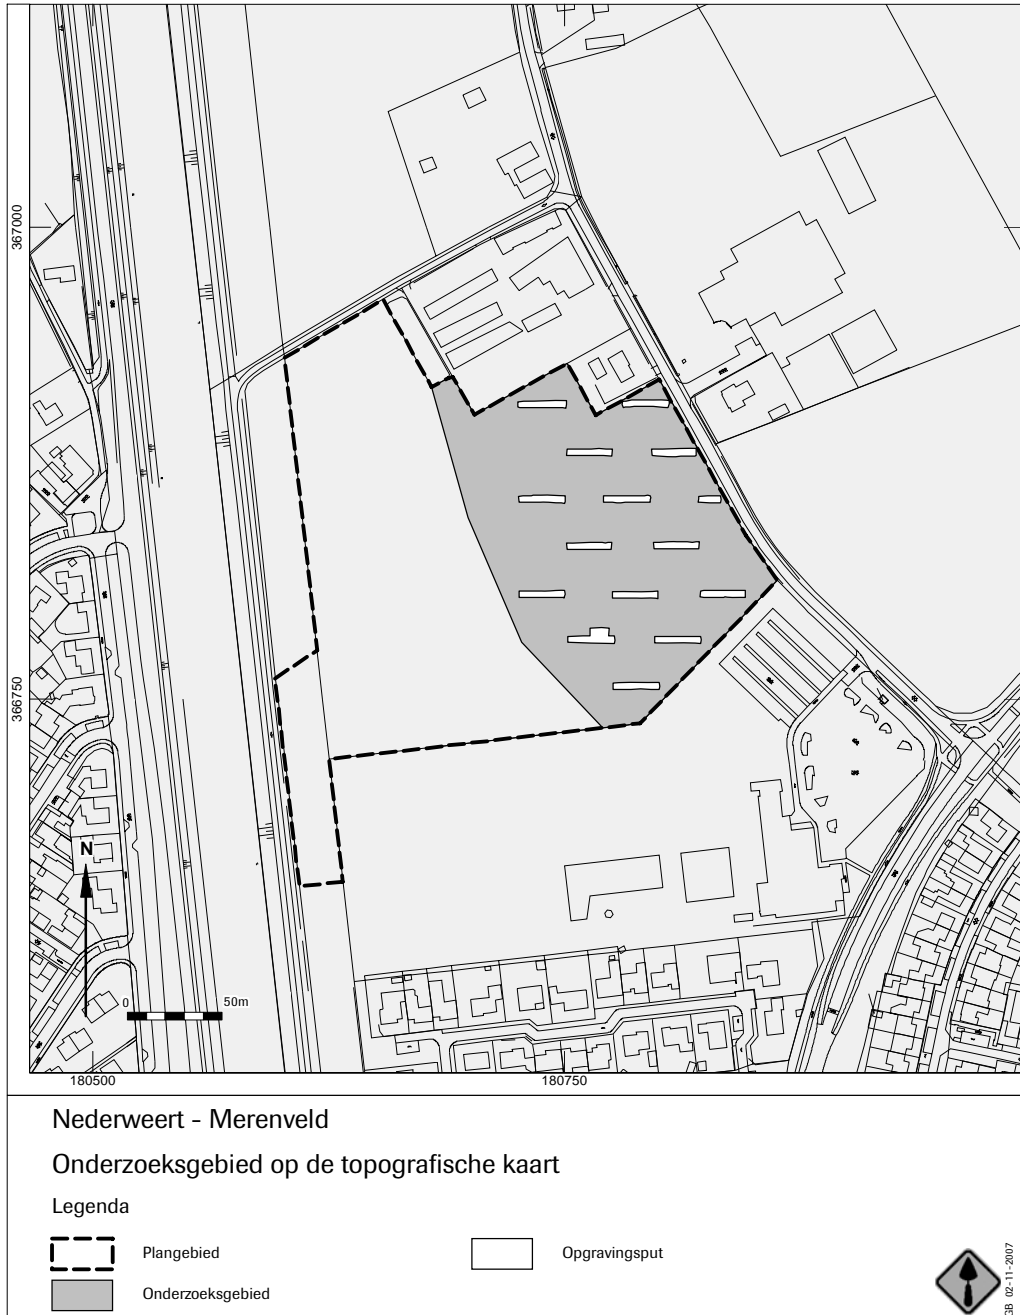 367000
366750
N
0 50m
180500 180750
Nederweert - Merenveld
Onderzoeksgebied op de topografische kaart
Legenda
Plangebied
Opgravingsput
Onderzoeksgebied
GB 02-11-2007